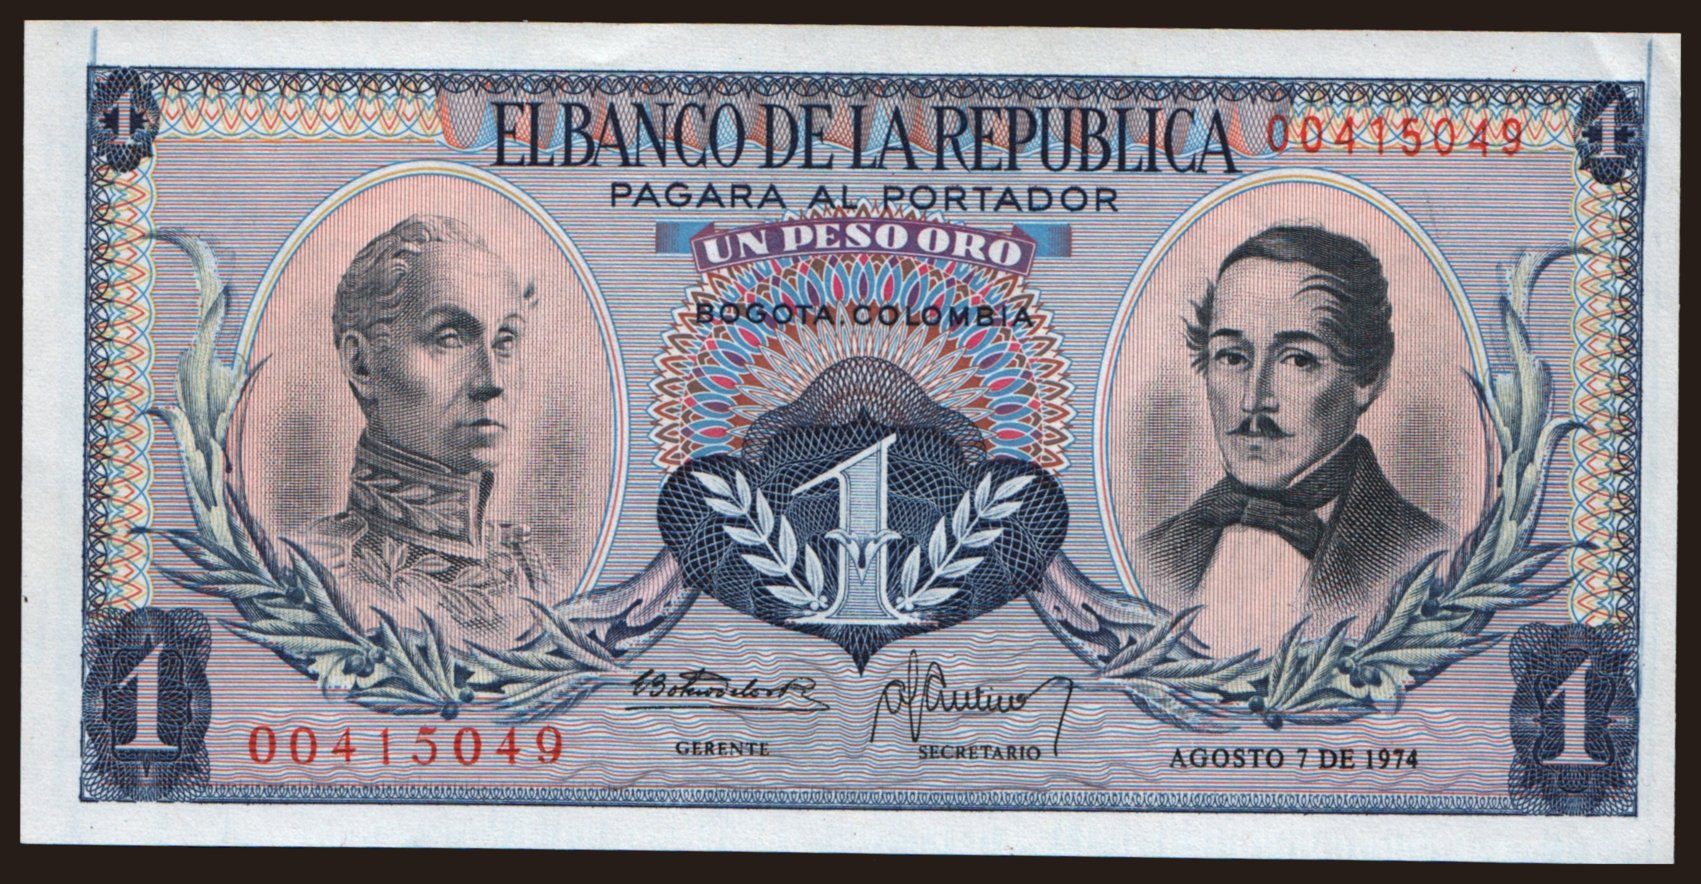 1
1
EL BANCO DE LA REPUBLICA
00415049
PAGARA AL PORTADOR
UN PESO ORO
BOGOTA, COLOMBIA
1
1
1
00415049
GERENTE
SECRETARIO
AGOSTO 7 DE 1974